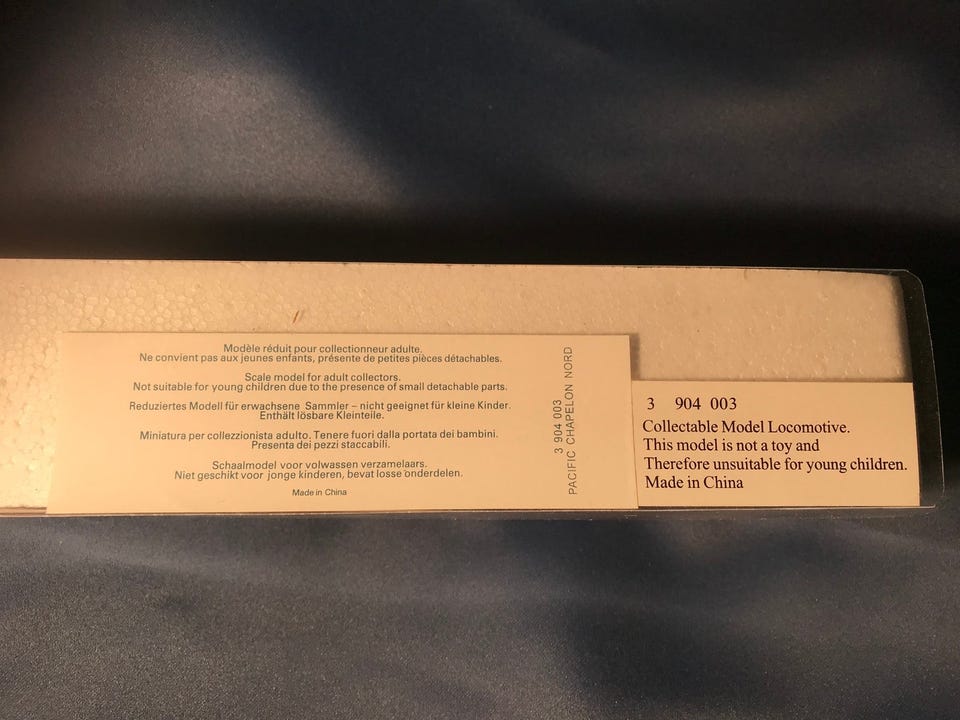 Modèle réduit pour collectionneur adulte.
Ne convient pas aux jeunes enfants, présente de petites pièces détachables.
Scale model for adult collectors.
Not suitable for young children due to the presence of small detachable parts.
Reduziertes Modell für erwachsene Sammler – nicht geeignet für kleine Kinder.
Enthält lösbare Kleinteile.
Miniatura per collezzionista adulto. Tenere fuori dalla portata dei bambini.
Presenta dei pezzi staccabili.
Schaalmodel voor volwassen verzamelaars.
Niet geschikt voor jonge kinderen, bevat losse onderdelen.
Made in China
3 904 003
PACIFIC CHAPELON NORD
3 904 003
Collectable Model Locomotive.
This model is not a toy and
Therefore unsuitable for young children.
Made in China